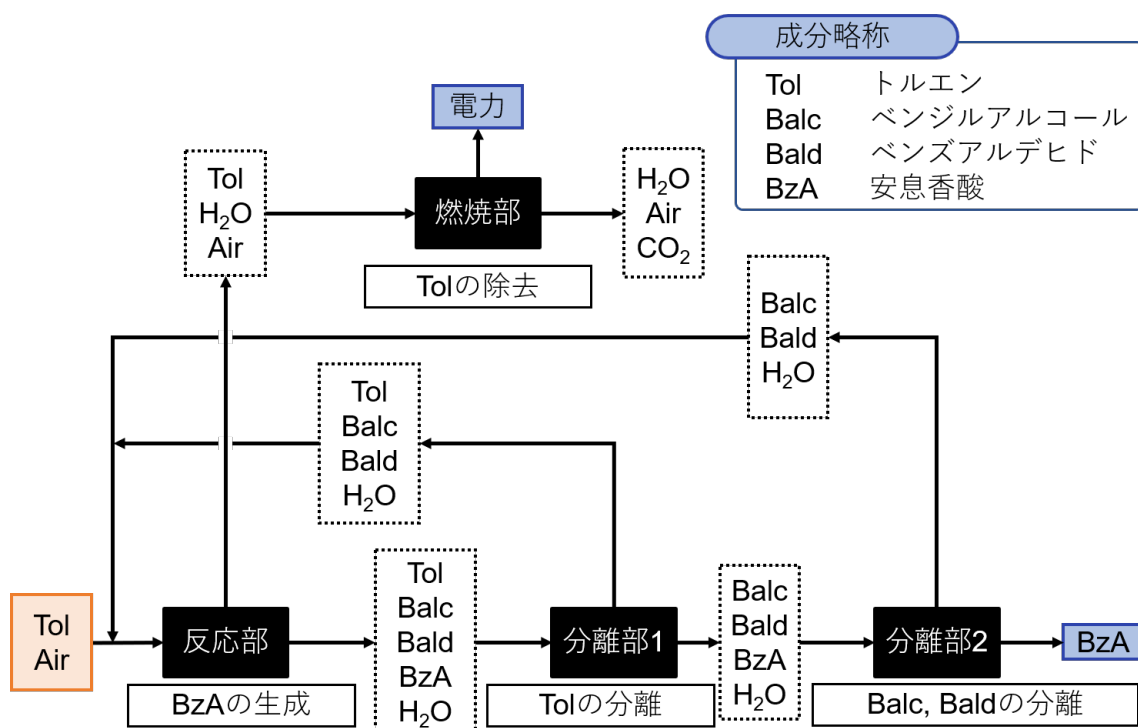 成分略称
Tol トルエン
Balc ベンジルアルコール
Bald ベンズアルデヒド
BzA 安息香酸
電力
Tol
H₂O
Air
燃焼部
H₂O
Air
CO₂
Tolの除去
Balc
Bald
H₂O
Tol
Balc
Bald
H₂O
Tol
Air
反応部
BzAの生成
Tol
Balc
Bald
BzA
H₂O
分離部1
Tolの分離
Balc
Bald
BzA
H₂O
分離部2
Balc, Baldの分離
BzA